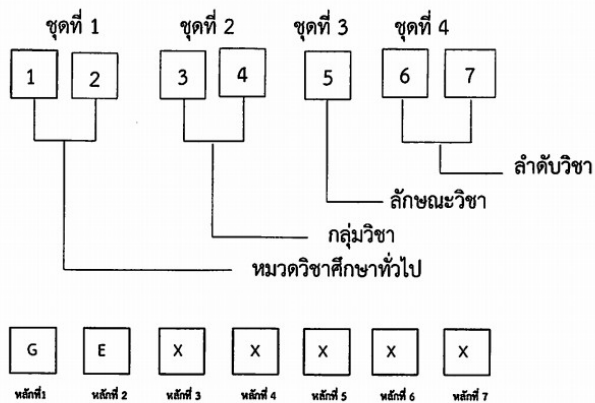 ชุดที่ 1 ชุดที่ 2 ชุดที่ 3 ชุดที่ 4
1 2 3 4 5 6 7
ลำดับวิชา
ลักษณะวิชา
กลุ่มวิชา
หมวดวิชาศึกษาทั่วไป
G E X X X X X
หลักที่1 หลักที่ 2 หลักที่ 3 หลักที่ 4 หลักที่ 5 หลักที่ 6 หลักที่ 7